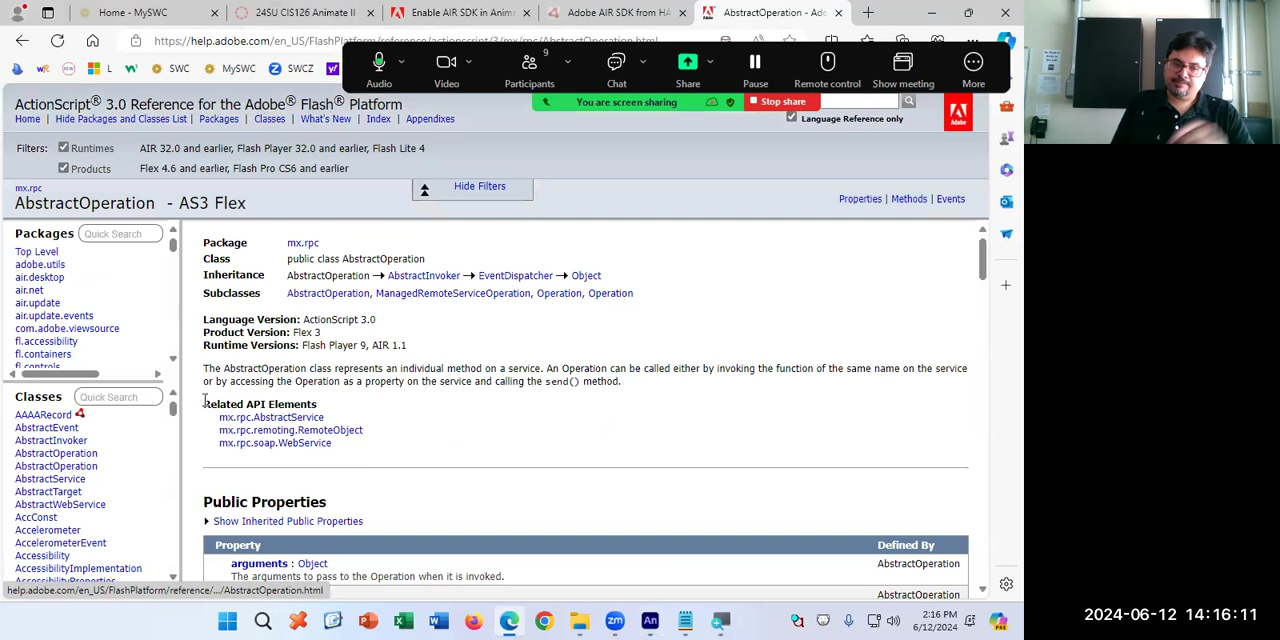 Home - MySWC
24SU CIS126 Animate II
Enable AIR SDK in Anim
Adobe AIR SDK from HA
AbstractOperation - Ado
https://help.adobe.com/en_US/FlashPlatform/reference/actionscript/3/mx/rpc/AbstractOperation.html
L
SWC
MySWC
SWCZ
Audio
Video
9
Participants
Chat
Share
Pause
Remote control
Show meeting
More
You are screen sharing
Stop share
ActionScript® 3.0 Reference for the Adobe® Flash® Platform
Home | Hide Packages and Classes List | Packages | Classes | What's New | Index | Appendixes
Language Reference only
Adobe
Filters: Runtimes AIR 32.0 and earlier, Flash Player 32.0 and earlier, Flash Lite 4
Products Flex 4.6 and earlier, Flash Pro CS6 and earlier
Hide Filters
mx.rpc
AbstractOperation - AS3 Flex
Properties | Methods | Events
Packages Quick Search
Top Level
adobe.utils
air.desktop
air.net
air.update
air.update.events
com.adobe.viewsource
fl.accessibility
fl.containers
fl.controls
Classes Quick Search
AAAARecord
AbstractEvent
AbstractInvoker
AbstractOperation
AbstractOperation
AbstractService
AbstractTarget
AbstractWebService
AccConst
Accelerometer
AccelerometerEvent
Accessibility
AccessibilityImplementation
AccessibilityProperties
Package mx.rpc
Class public class AbstractOperation
Inheritance AbstractOperation → AbstractInvoker → EventDispatcher → Object
Subclasses AbstractOperation, ManagedRemoteServiceOperation, Operation, Operation
Language Version: ActionScript 3.0
Product Version: Flex 3
Runtime Versions: Flash Player 9, AIR 1.1
The AbstractOperation class represents an individual method on a service. An Operation can be called either by invoking the function of the same name on the service
or by accessing the Operation as a property on the service and calling the send() method.
Related API Elements
mx.rpc.AbstractService
mx.rpc.remoting.RemoteObject
mx.rpc.soap.WebService
Public Properties
Show Inherited Public Properties
Property Defined By
arguments : Object AbstractOperation
The arguments to pass to the Operation when it is invoked.
AbstractOperation
help.adobe.com/en_US/FlashPlatform/reference/.../AbstractOperation.html
zm
An
2:16 PM
6/12/2024
2024-06-12 14:16:11